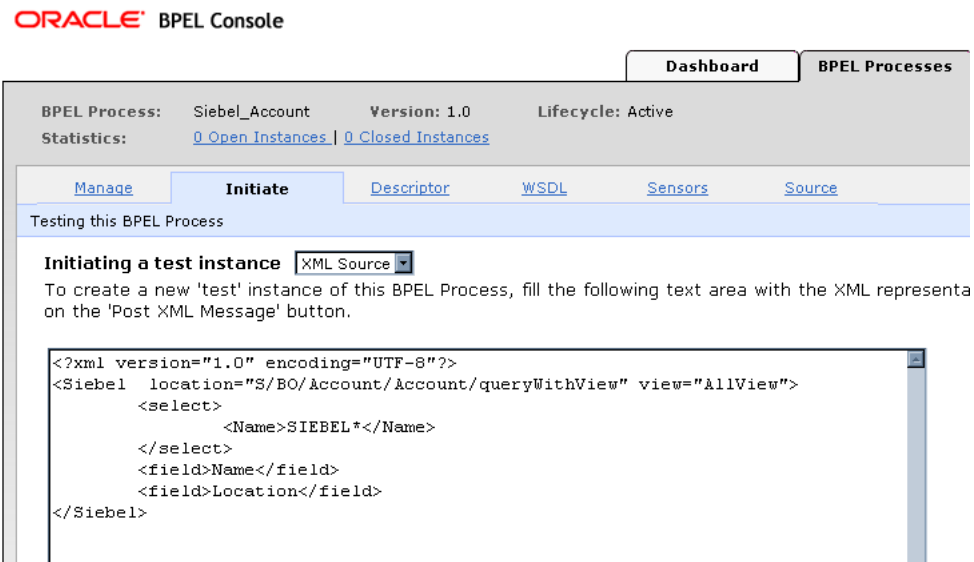 ORACLE BPEL Console
Dashboard BPEL Processes
BPEL Process: Siebel_Account Version: 1.0 Lifecycle: Active
Statistics: 0 Open Instances | 0 Closed Instances
Manage Initiate Descriptor WSDL Sensors Source
Testing this BPEL Process
Initiating a test instance XML Source
To create a new 'test' instance of this BPEL Process, fill the following text area with the XML representa
on the 'Post XML Message' button.
<?xml version="1.0" encoding="UTF-8"?>
<Siebel  location="S/BO/Account/Account/queryWithView" view="AllView">
<select>
<Name>SIEBEL*</Name>
</select>
<field>Name</field>
<field>Location</field>
</Siebel>